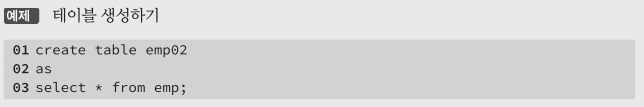 예제 테이블 생성하기
01 create table emp02
02 as
03 select * from emp;